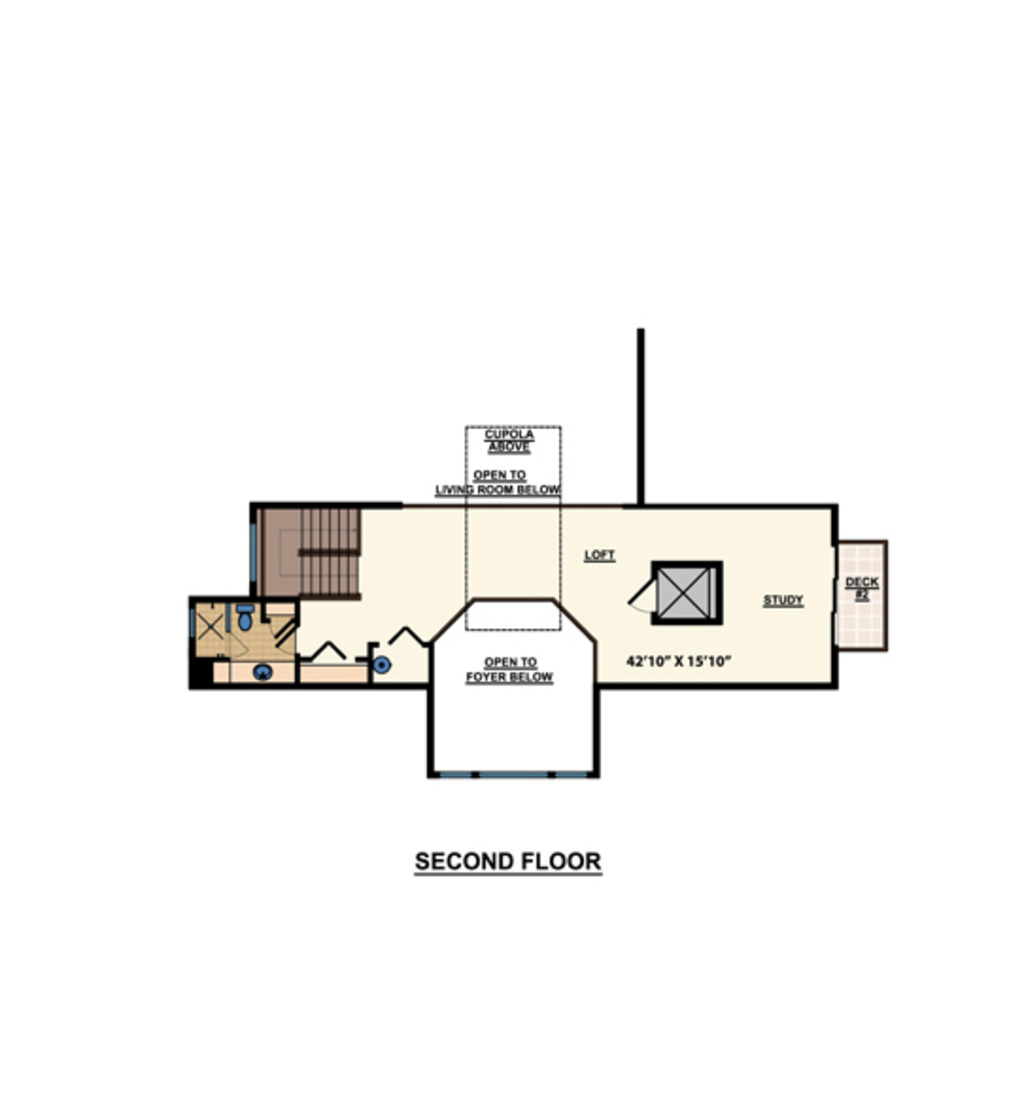 CUPOLA
ABOVE
OPEN TO
LIVING ROOM BELOW
LOFT
DECK
#2
STUDY
42'10" X 15'10"
OPEN TO
FOYER BELOW
SECOND FLOOR